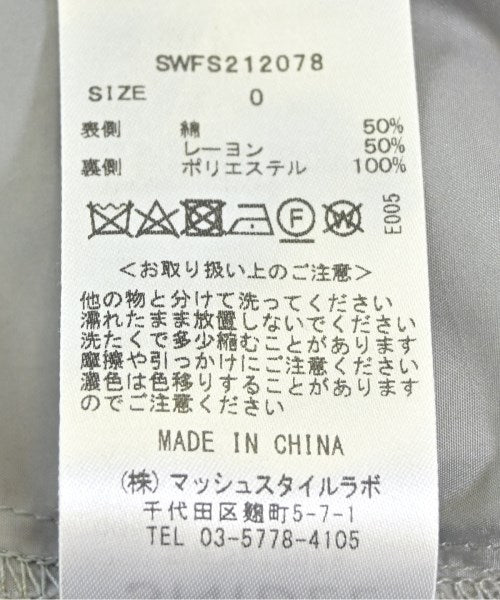 SWFS212078
SIZE 0
表側 綿 50%
レーヨン 50%
裏側 ポリエステル 100%
F W E005
<お取り扱い上のご注意>
他の物と分けて洗ってください
濡れたまま放置しないでください
洗たくで多少縮むことがあります
摩擦や引っかけにご注意ください
濃色は色移りすることがあります
のでご注意ください
MADE IN CHINA
(株) マッシュスタイルラボ
千代田区麹町5-7-1
TEL 03-5778-4105